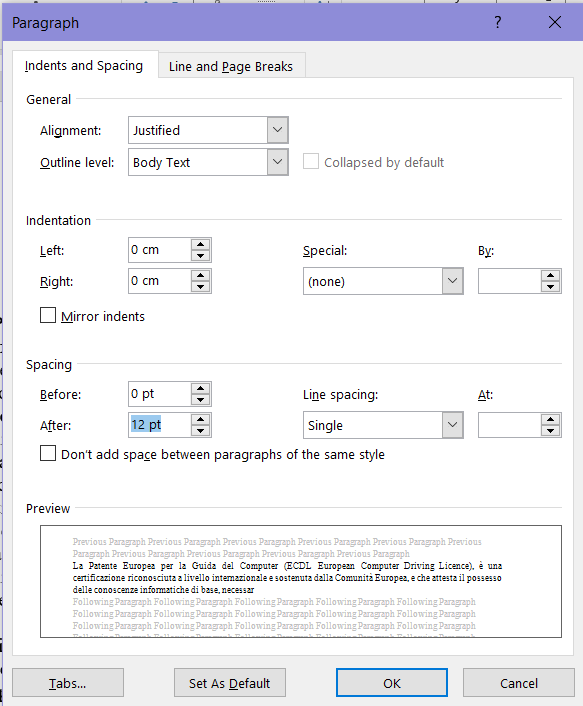 Paragraph ?
Indents and Spacing Line and Page Breaks
General
Alignment: Justified
Outline level: Body Text Collapsed by default
Indentation
Left: 0 cm Special: By:
Right: 0 cm (none)
Mirror indents
Spacing
Before: 0 pt Line spacing: At:
After: 12 pt Single
Don't add space between paragraphs of the same style
Preview
Previous Paragraph Previous Paragraph Previous Paragraph Previous Paragraph Previous Paragraph Previous
Paragraph Previous Paragraph Previous Paragraph Previous Paragraph Previous Paragraph
La Patente Europea per la Guida del Computer (ECDL European Computer Driving Licence), è una
certificazione riconosciuta a livello internazionale e sostenuta dalla Comunità Europea, e che attesta il possesso
delle conoscenze informatiche di base, necessar
Following Paragraph Following Paragraph Following Paragraph Following Paragraph Following Paragraph
Following Paragraph Following Paragraph Following Paragraph Following Paragraph Following Paragraph
Following Paragraph Following Paragraph Following Paragraph Following Paragraph Following Paragraph
Following Paragraph Following Paragraph Following Paragraph Following Paragraph Following Paragraph
Tabs... Set As Default OK Cancel